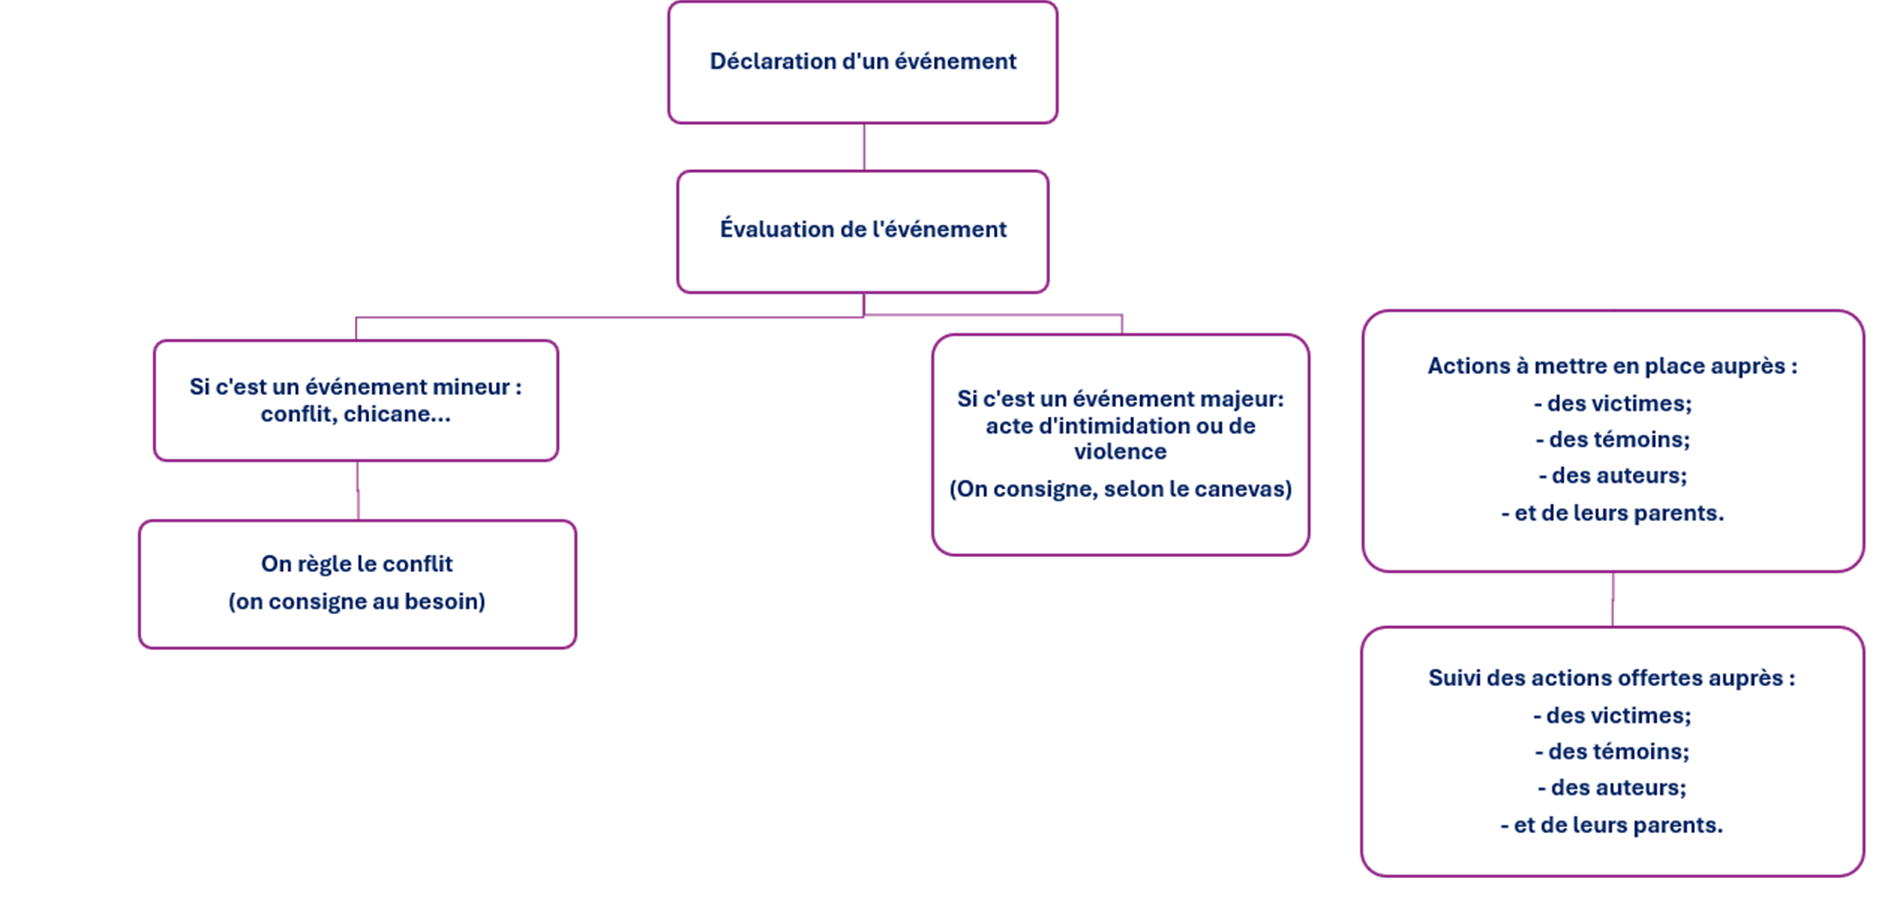 Déclaration d'un événement
Évaluation de l'événement
Si c'est un événement mineur :
conflit, chicane...
On règle le conflit
(on consigne au besoin)
Si c'est un événement majeur:
acte d'intimidation ou de
violence
(On consigne, selon le canevas)
Actions à mettre en place auprès :
- des victimes;
- des témoins;
- des auteurs;
- et de leurs parents.
Suivi des actions offertes auprès :
- des victimes;
- des témoins;
- des auteurs;
- et de leurs parents.